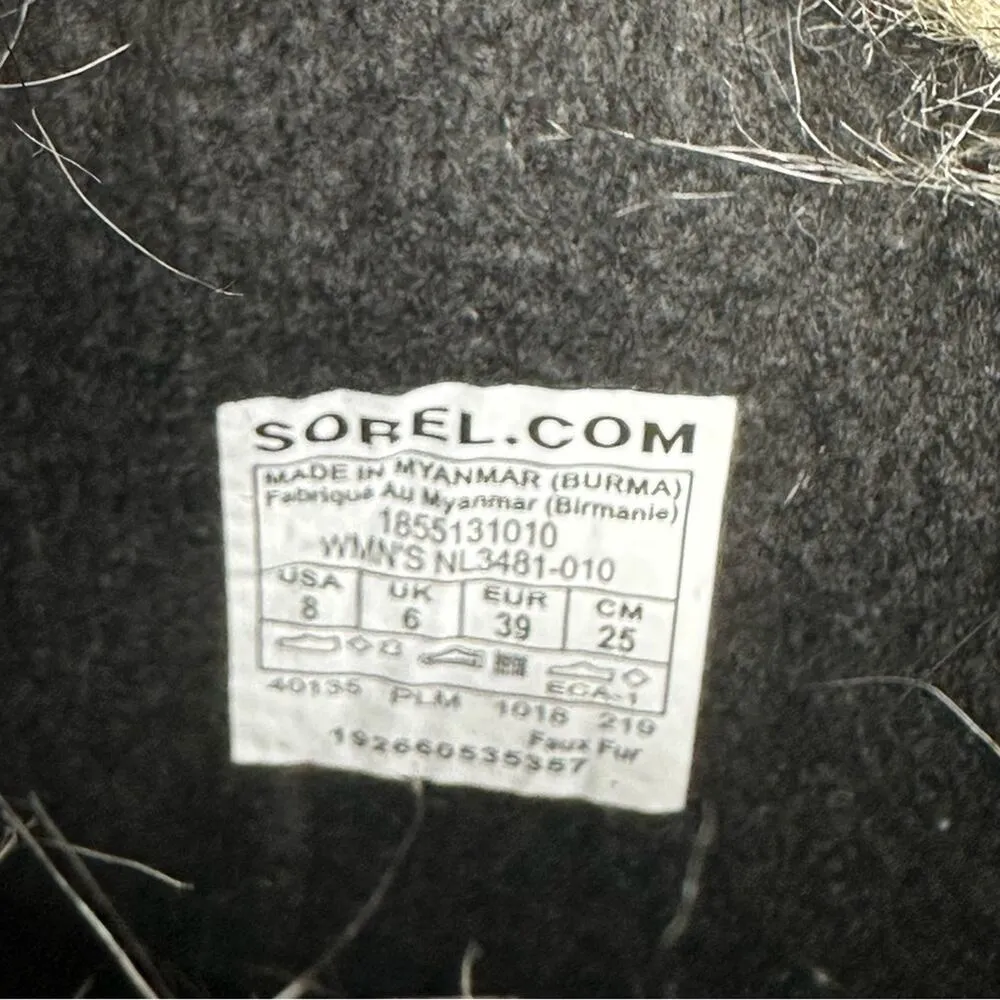 SOREL.COM
MADE IN MYANMAR (BURMA)
Fabriqué Au Myanmar (Birmanie)
1855131010
WMN'S NL3481-010
USA UK EUR CM
8 6 39 25
ECA-1
40135 PLM 1018 219
Faux Fur
192660535357